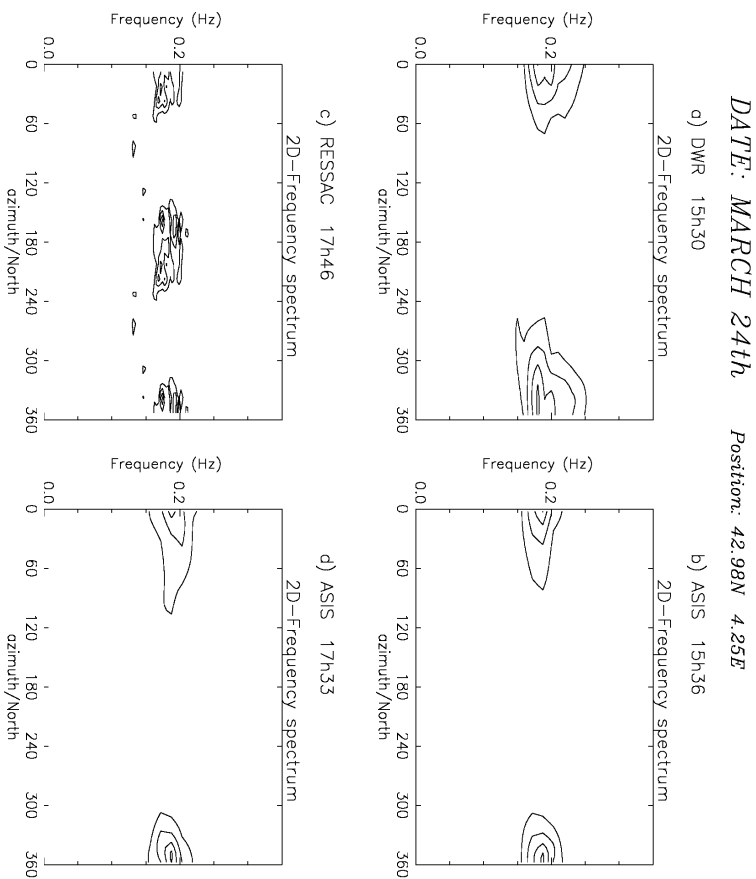 DATE: MARCH 24th Position: 42.98N 4.25E
a) DWR 15h30
2D-Frequency spectrum
Frequency (Hz)
0.2
0.0
0 60 120 180 240 300 360
azimuth/North
b) ASIS 15h36
2D-Frequency spectrum
Frequency (Hz)
0.2
0.0
0 60 120 180 240 300 360
azimuth/North
c) RESSAC 17h46
2D-Frequency spectrum
Frequency (Hz)
0.2
0.0
0 60 120 180 240 300 360
azimuth/North
d) ASIS 17h33
2D-Frequency spectrum
Frequency (Hz)
0.2
0.0
0 60 120 180 240 300 360
azimuth/North